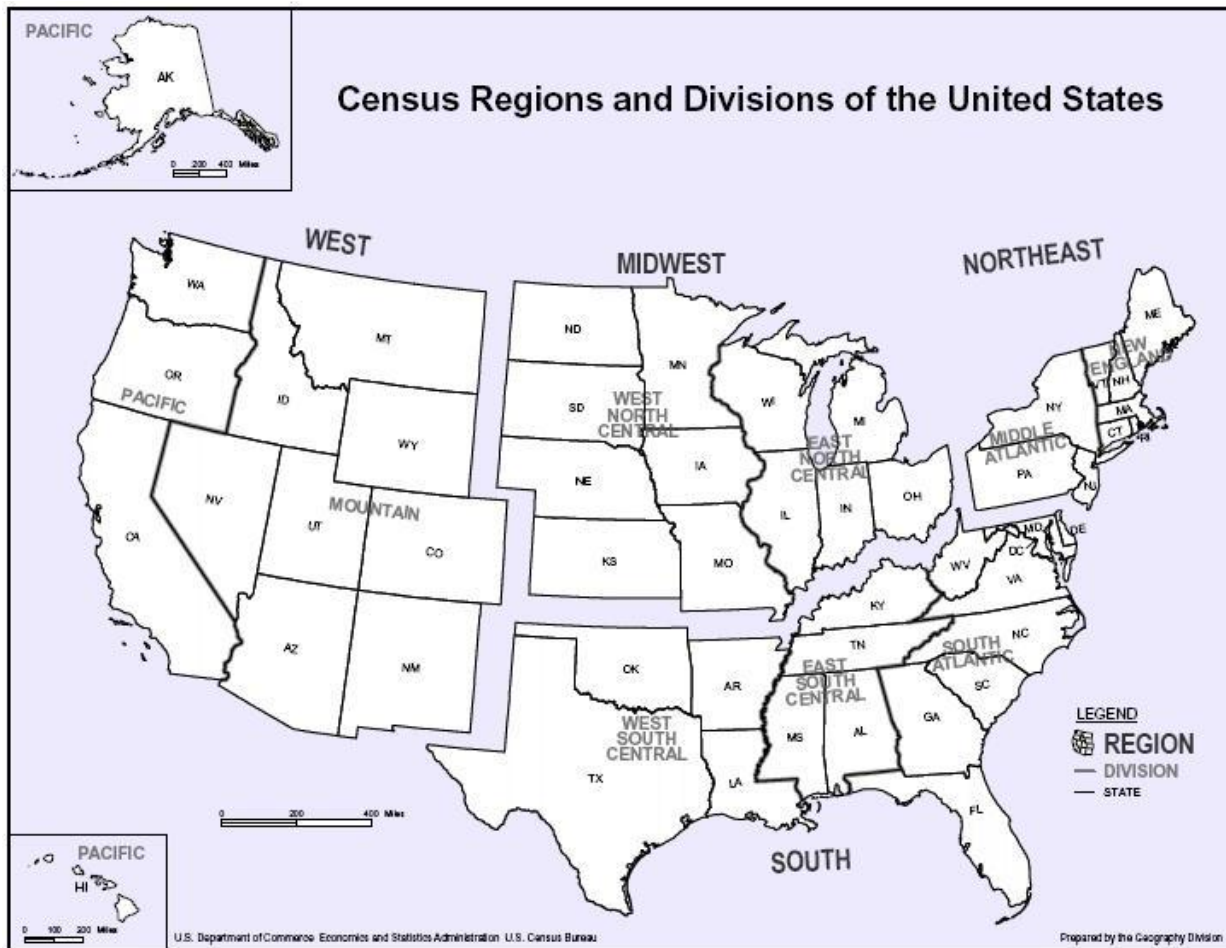 PACIFIC
AK
0 200 400 Miles
Census Regions and Divisions of the United States
WEST
MIDWEST
NORTHEAST
WA
MT
ND
MN
ME
OR
ID
SD
WI
MI
NY
VT
NH
NEW
ENGLAND
PACIFIC
WY
WEST
NORTH
CENTRAL
EAST
NORTH
CENTRAL
MIDDLE
ATLANTIC
MA
CT
RI
NV
UT
MOUNTAIN
CO
NE
IA
IL
IN
OH
PA
NJ
CA
KS
MO
WV
MD
DE
DC
VA
KY
AZ
NM
OK
AR
TN
NC
SOUTH
ATLANTIC
SC
EAST
SOUTH
CENTRAL
WEST
SOUTH
CENTRAL
TX
LA
MS
AL
GA
FL
LEGEND
REGION
DIVISION
STATE
0 200 400 Miles
SOUTH
PACIFIC
HI
0 100 200 Miles
U.S. Department of Commerce Economics and Statistics Administration U.S. Census Bureau
Prepared by the Geography Division